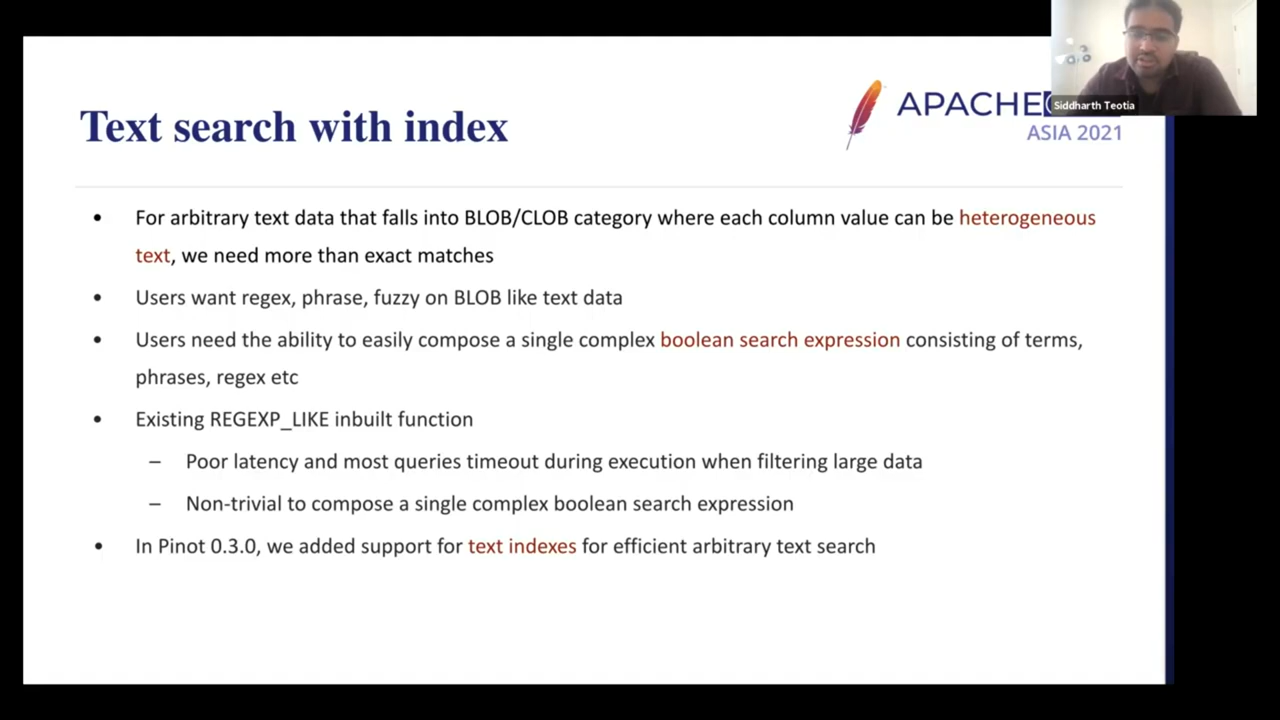 Siddharth Teotia
APACHE
ASIA 2021
Text search with index
• For arbitrary text data that falls into BLOB/CLOB category where each column value can be heterogeneous
text, we need more than exact matches
• Users want regex, phrase, fuzzy on BLOB like text data
• Users need the ability to easily compose a single complex boolean search expression consisting of terms,
phrases, regex etc
• Existing REGEXP_LIKE inbuilt function
– Poor latency and most queries timeout during execution when filtering large data
– Non-trivial to compose a single complex boolean search expression
• In Pinot 0.3.0, we added support for text indexes for efficient arbitrary text search